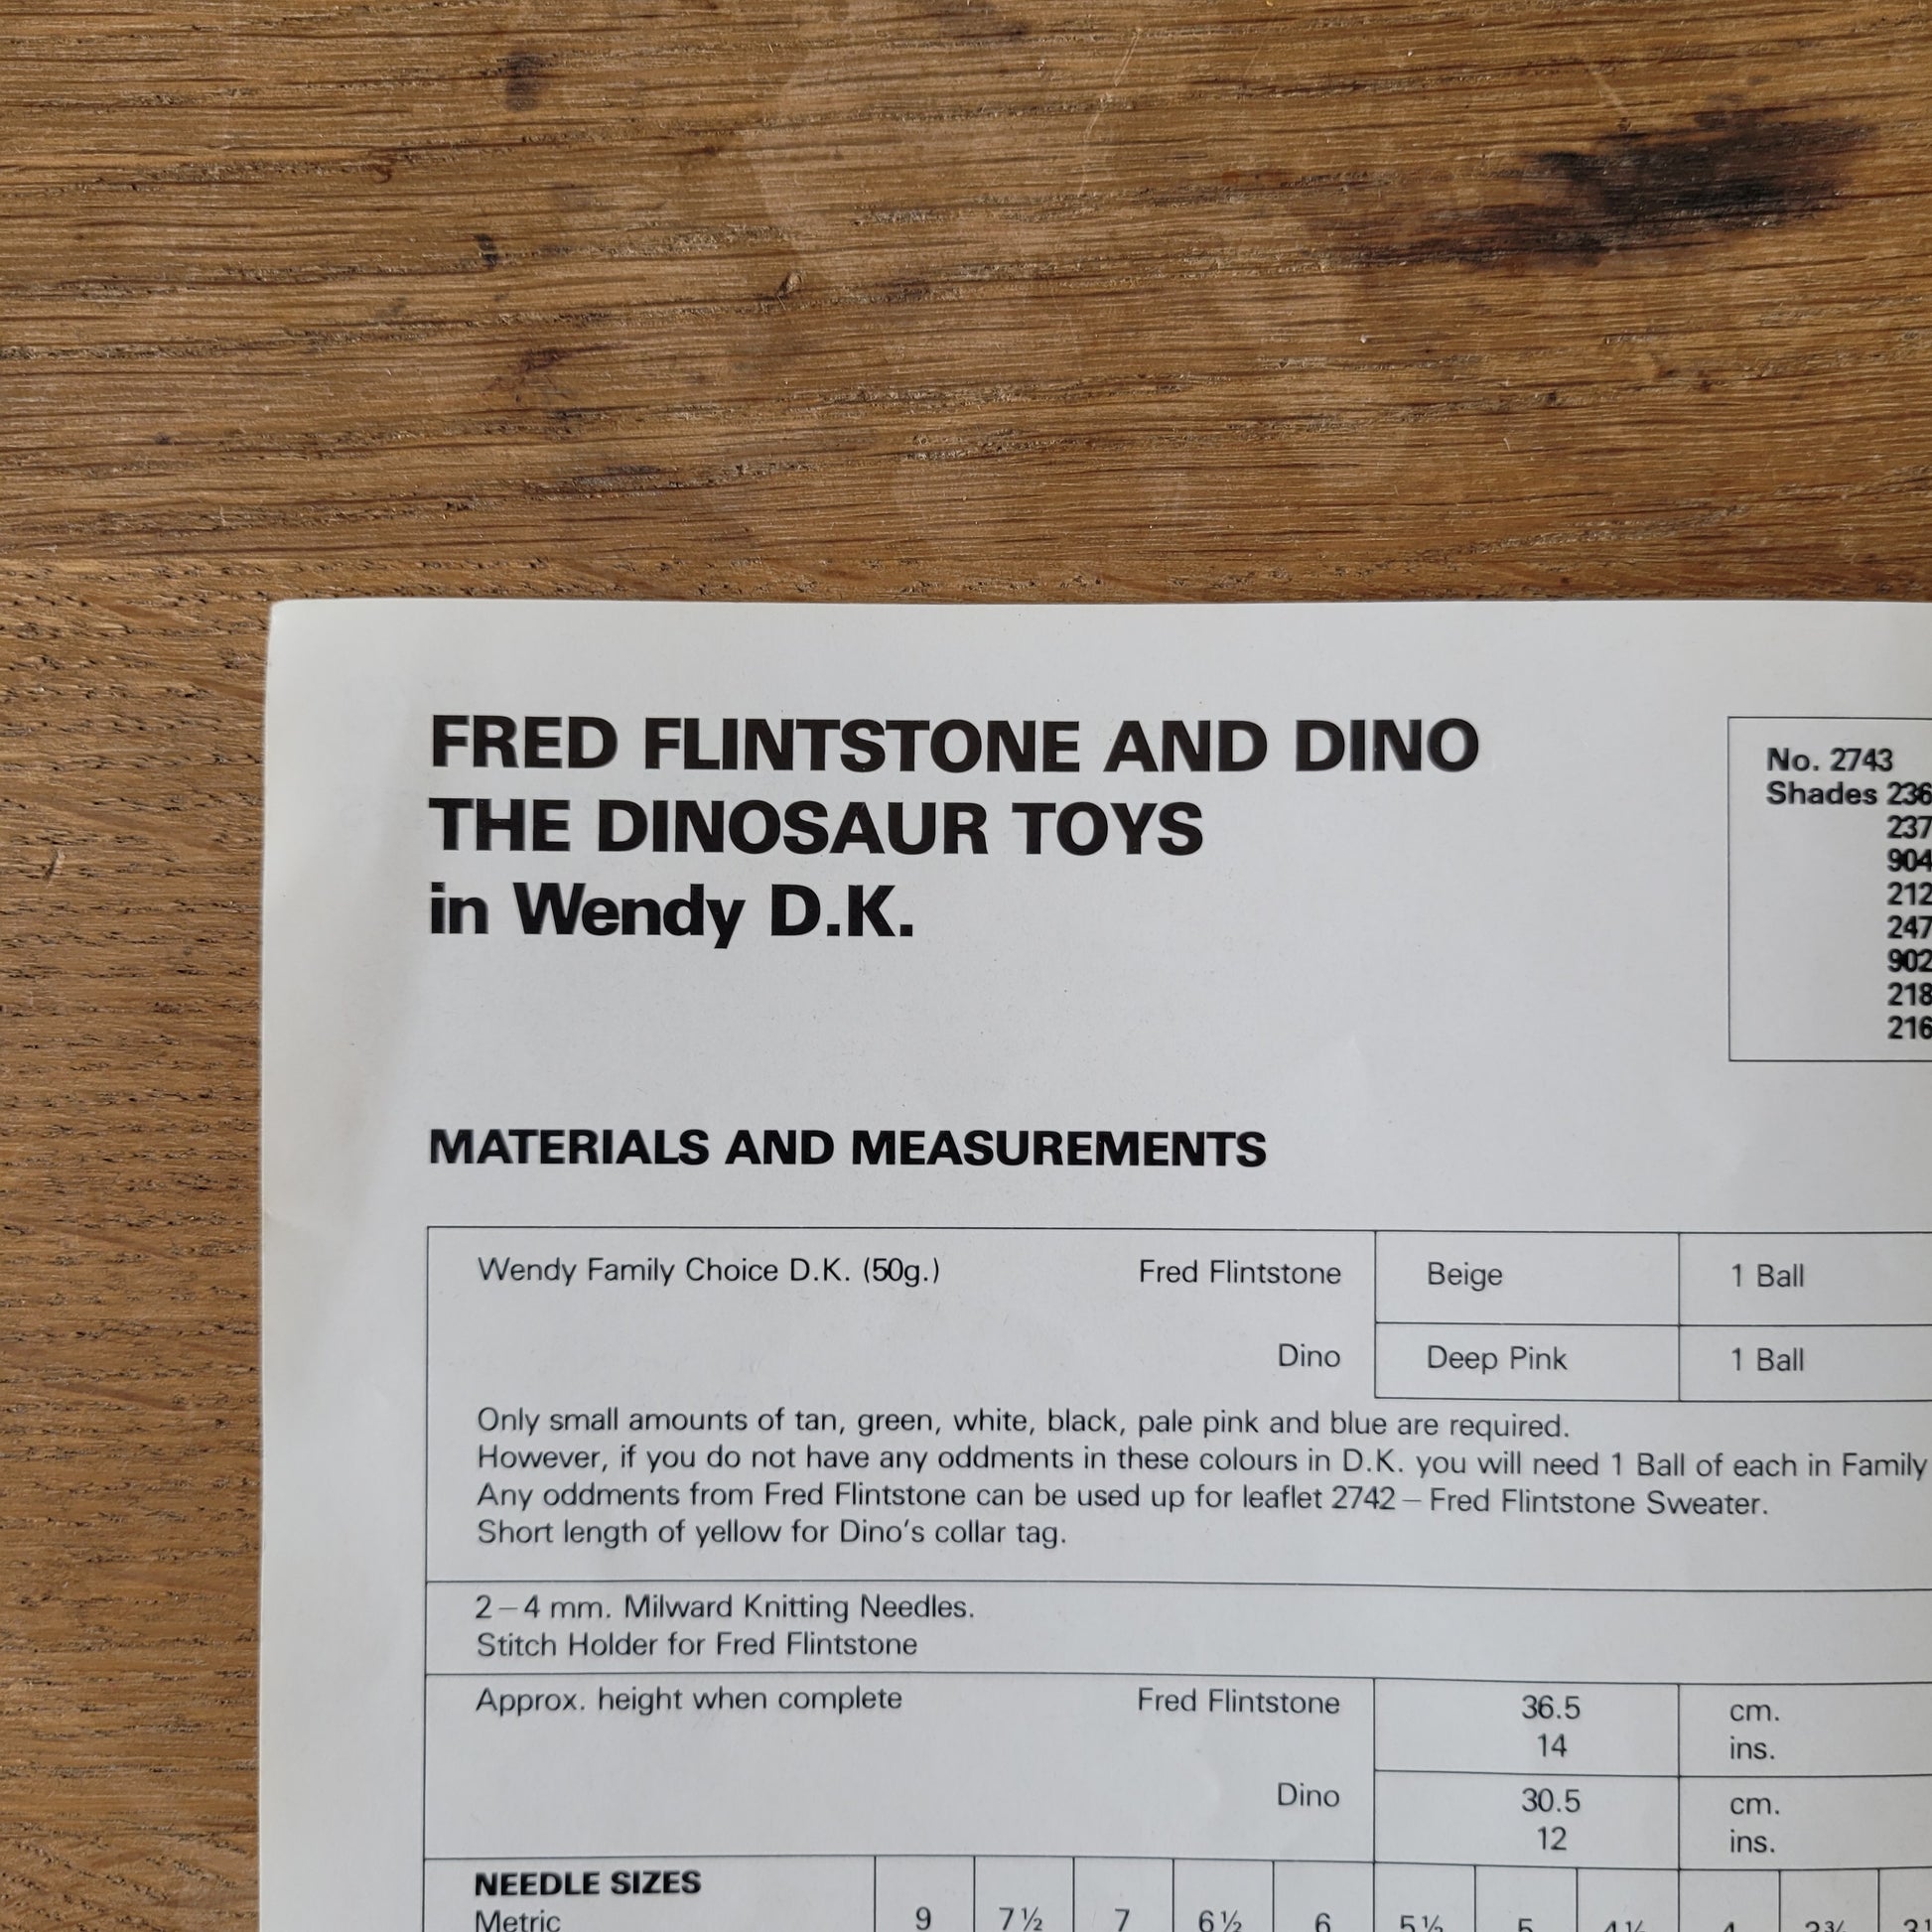 FRED FLINTSTONE AND DINO
THE DINOSAUR TOYS
in Wendy D.K.
No. 2743
Shades 236
237
904
212
247
902
218
216
MATERIALS AND MEASUREMENTS
Wendy Family Choice D.K. (50g.) Fred Flintstone Beige 1 Ball
Dino Deep Pink 1 Ball
Only small amounts of tan, green, white, black, pale pink and blue are required.
However, if you do not have any oddments in these colours in D.K. you will need 1 Ball of each in Family
Any oddments from Fred Flintstone can be used up for leaflet 2742 – Fred Flintstone Sweater.
Short length of yellow for Dino's collar tag.
2 – 4 mm. Milward Knitting Needles.
Stitch Holder for Fred Flintstone
Approx. height when complete Fred Flintstone 36.5 cm.
14 ins.
Dino 30.5 cm.
12 ins.
NEEDLE SIZES
Metric 9 7½ 7 6½ 6 5½ 5 4½ 4